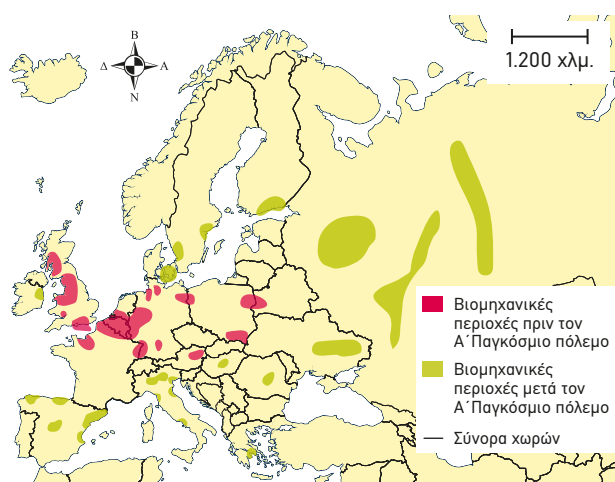 Β
Δ
Α
Ν
1.200 χλμ.
Βιομηχανικές
περιοχές πριν τον
Α΄Παγκόσμιο πόλεμο
Βιομηχανικές
περιοχές μετά τον
Α΄Παγκόσμιο πόλεμο
Σύνορα χωρών